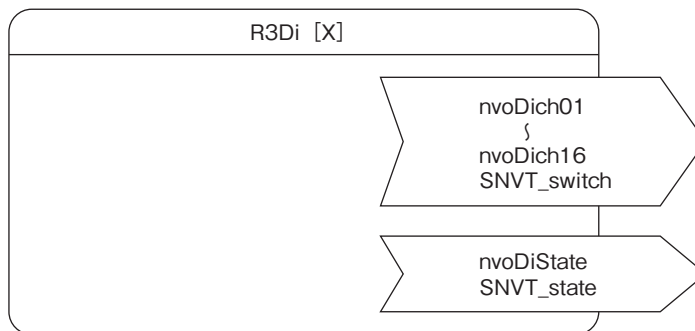 R3Di [X]
nvoDich01
∫
nvoDich16
SNVT_switch
nvoDiState
SNVT_state